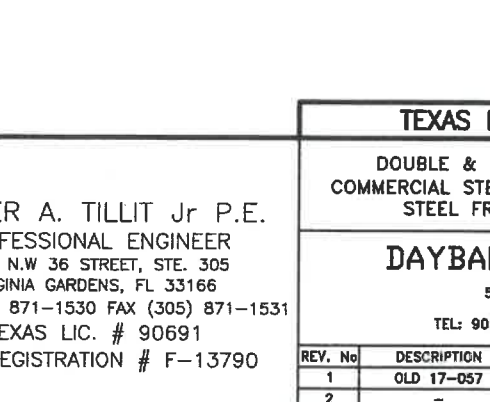 ER A. TILLIT Jr P.E.
FESSIONAL ENGINEER
N.W 36 STREET, STE. 305
GINIA GARDENS, FL 33166
871-1530 FAX (305) 871-1531
EXAS LIC. # 90691
EGISTRATION # F-13790
TEXAS
DOUBLE &
COMMERCIAL STE
STEEL FR
DAYBA
5
TEL: 90
REV. No DESCRIPTION
1 OLD 17-057
2